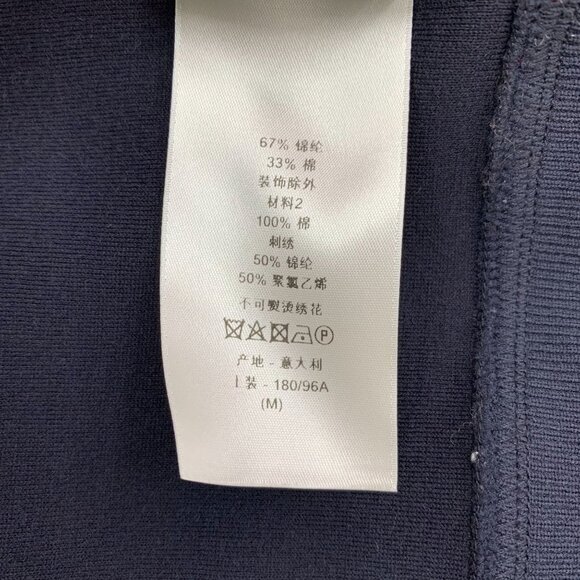 67% 锦纶
33% 棉
装饰除外
材料2
100% 棉
刺绣
50% 锦纶
50% 聚氯乙烯
不可熨烫绣花
P
产地 - 意大利
上装 - 180/96A
(M)